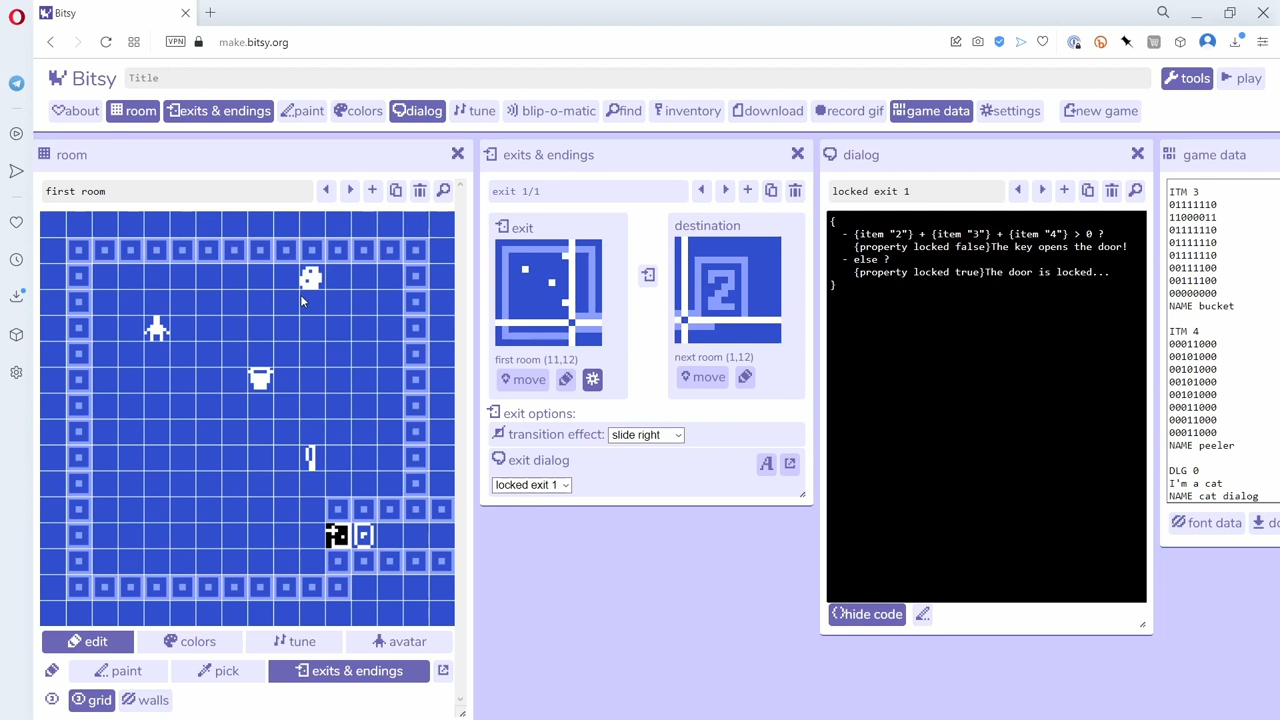 Bitsy
VPN
make.bitsy.org
Bitsy
Title
tools
play
about
room
exits & endings
paint
colors
dialog
tune
blip-o-matic
find
inventory
download
record gif
game data
settings
new game
room
first room
edit
colors
tune
avatar
paint
pick
exits & endings
grid
walls
exits & endings
exit 1/1
exit
destination
first room (11,12)
next room (1,12)
move
move
exit options:
transition effect: slide right
exit dialog
locked exit 1
dialog
locked exit 1
{
- {item "2"} + {item "3"} + {item "4"} > 0 ?
{property locked false}The key opens the door!
- else ?
{property locked true}The door is locked...
}
hide code
game data
ITM 3
01111110
11000011
01111110
01111110
01111110
00111100
00111100
00000000
NAME bucket
ITM 4
00011000
00101000
00101000
00101000
00101000
00011000
00011000
00011000
NAME peeler
DLG 0
I'm a cat
NAME cat dialog
font data